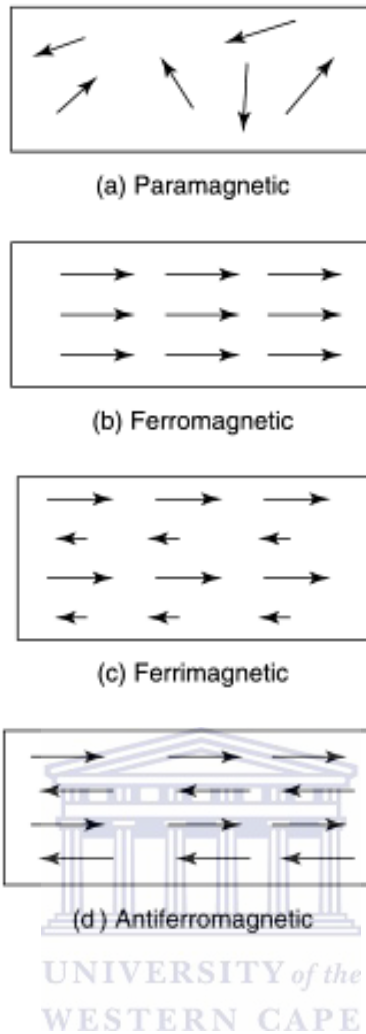 (a) Paramagnetic
(b) Ferromagnetic
(c) Ferrimagnetic
(d) Antiferromagnetic
UNIVERSITY of the
WESTERN CAPE